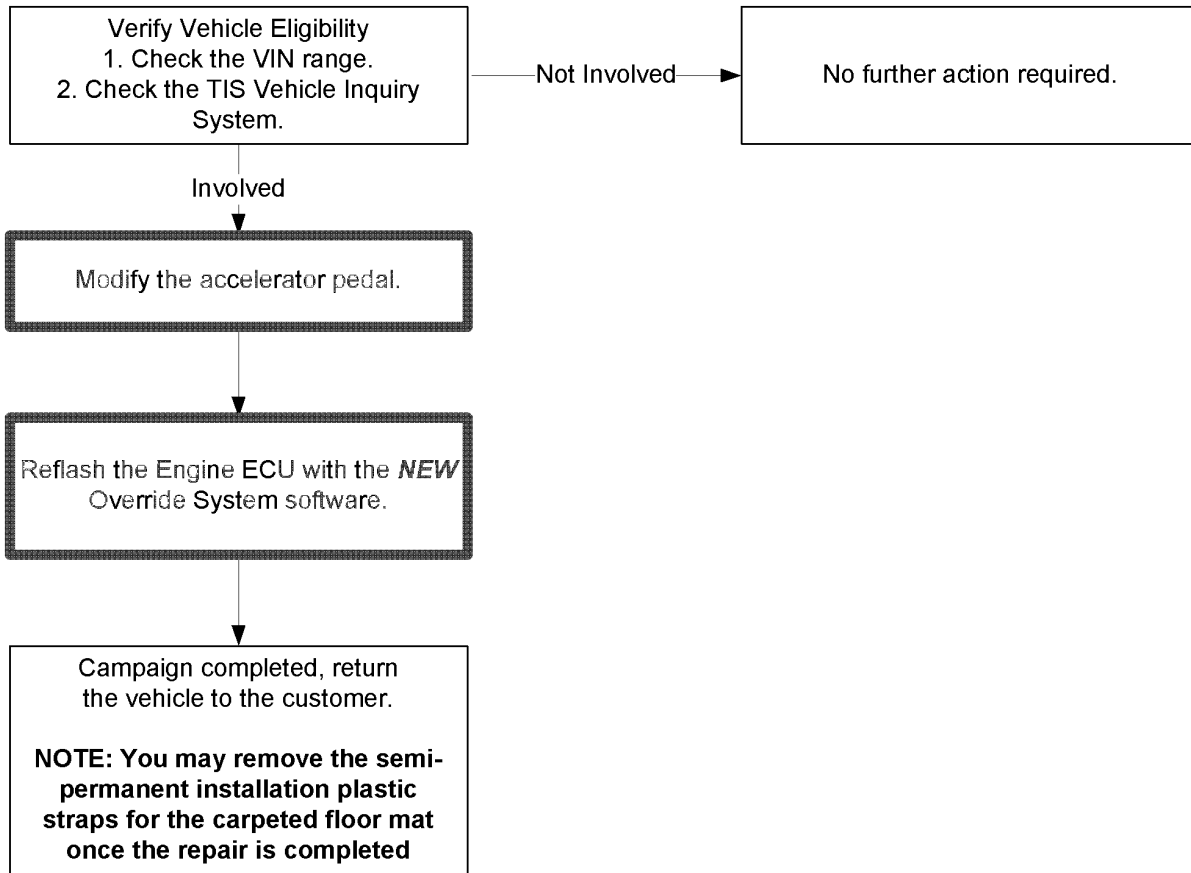 Verify Vehicle Eligibility
1. Check the VIN range.
2. Check the TIS Vehicle Inquiry
System.
Not Involved
No further action required.
Involved
Modify the accelerator pedal.
Reflash the Engine ECU with the NEW
Override System software.
Campaign completed, return
the vehicle to the customer.
NOTE: You may remove the semi-
permanent installation plastic
straps for the carpeted floor mat
once the repair is completed